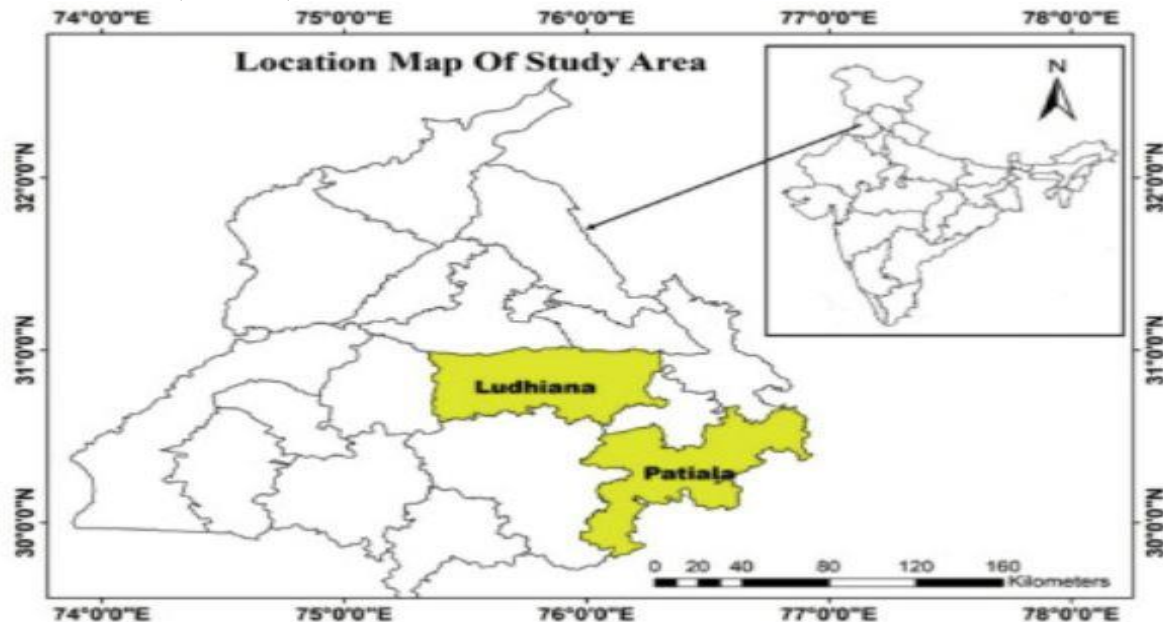 74°0'0"E 75°0'0"E 76°0'0"E 77°0'0"E 78°0'0"E
Location Map Of Study Area
N
32°0'0"N 32°0'0"N
31°0'0"N 31°0'0"N
Ludhiana
Patiala
30°0'0"N 30°0'0"N
0 20 40 80 120 160
Kilometers
74°0'0"E 75°0'0"E 76°0'0"E 77°0'0"E 78°0'0"E